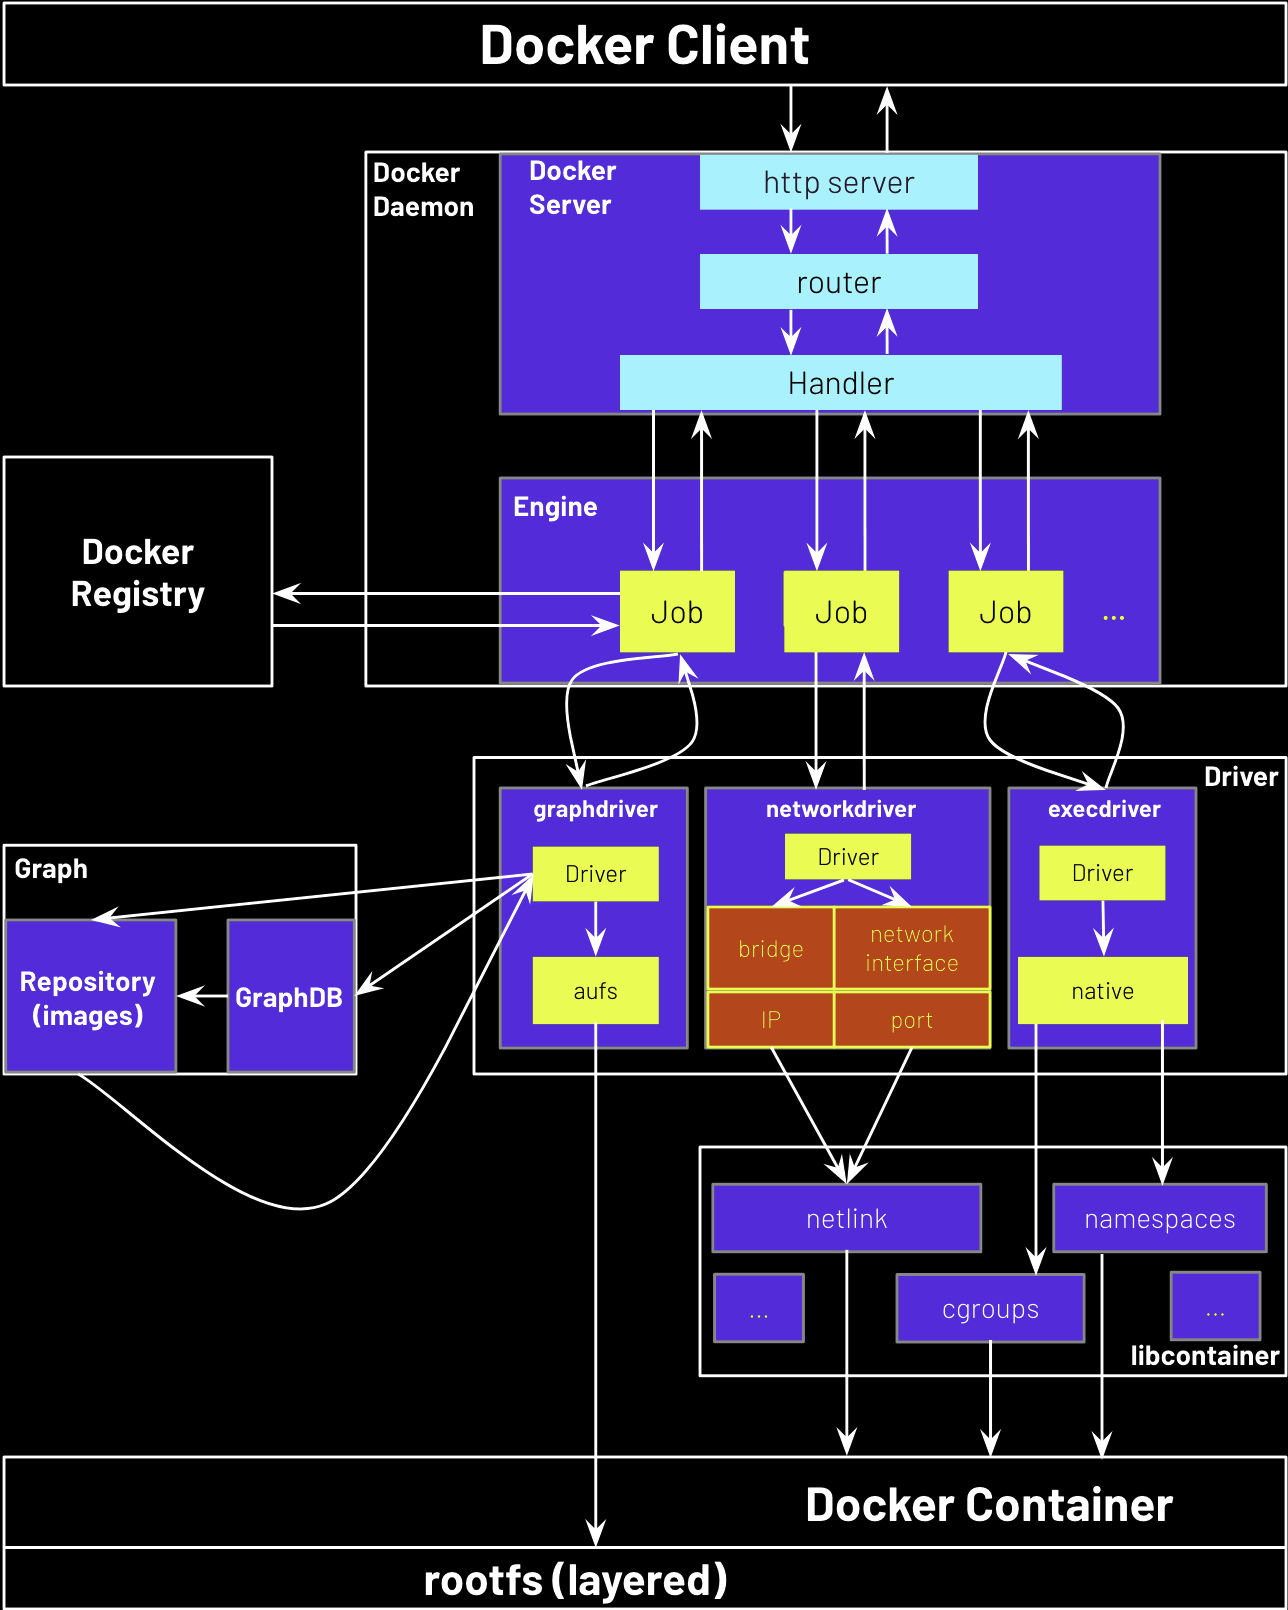 Docker Client
Docker
Daemon
Docker
Server
http server
router
Handler
Engine
Docker
Registry
Job
Job
Job
...
Driver
graphdriver
networkdriver
execdriver
Driver
Driver
Driver
Graph
Repository
(images)
GraphDB
aufs
bridge
network
interface
IP
port
native
netlink
namespaces
...
cgroups
...
libcontainer
Docker Container
rootfs (layered)